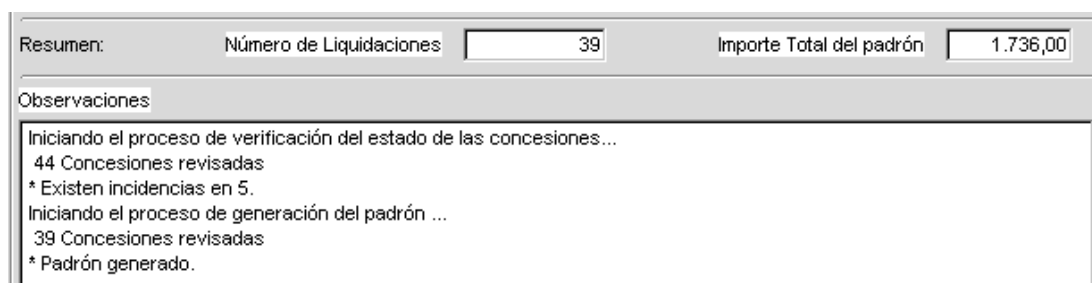 Resumen: Número de Liquidaciones 39 Importe Total del padrón 1.736,00
Observaciones
Iniciando el proceso de verificación del estado de las concesiones...
44 Concesiones revisadas
* Existen incidencias en 5.
Iniciando el proceso de generación del padrón ...
39 Concesiones revisadas
* Padrón generado.